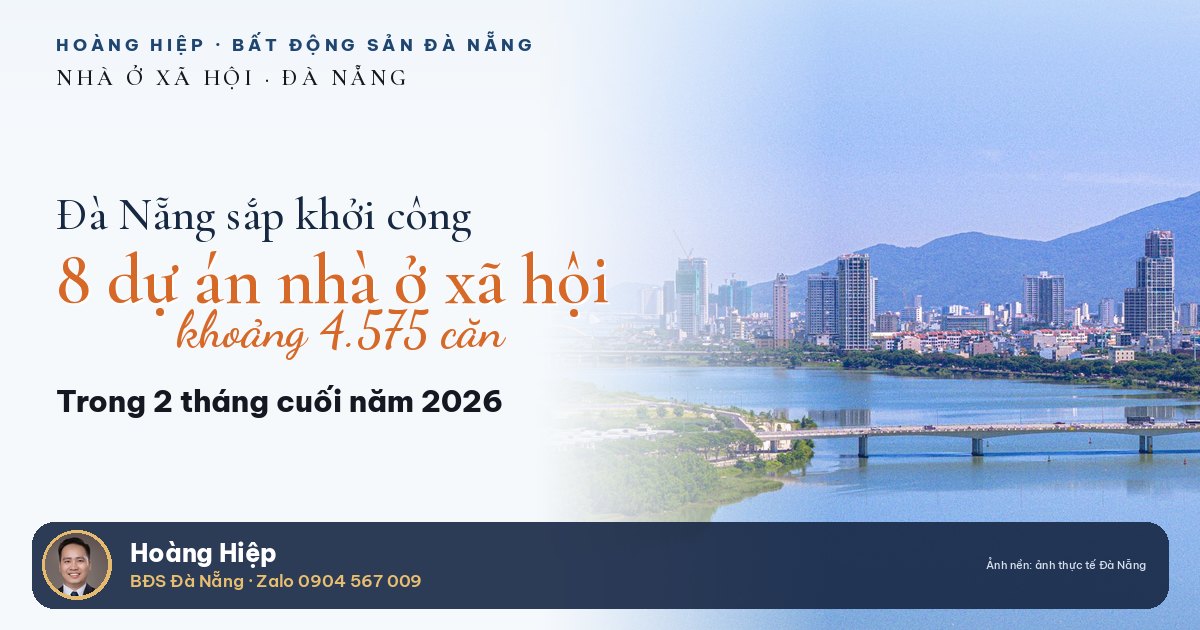 HOÀNG HIỆP · BẤT ĐỘNG SẢN ĐÀ NẴNG
NHÀ Ở XÃ HỘI · ĐÀ NẴNG
Đà Nẵng sắp khởi công
8 dự án nhà ở xã hội
khoảng 4.575 căn
Trong 2 tháng cuối năm 2026
Hoàng Hiệp
BĐS Đà Nẵng · Zalo 0904 567 009
Ảnh nền: ảnh thực tế Đà Nẵng